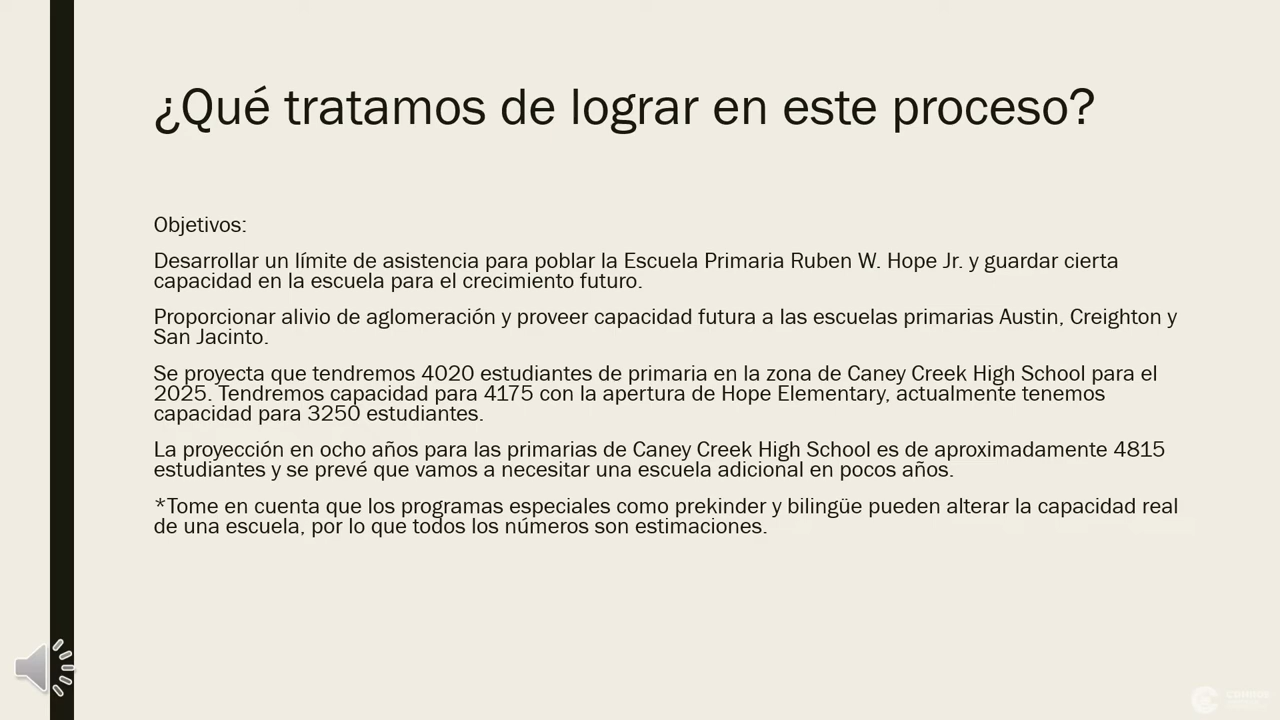 ¿Qué tratamos de lograr en este proceso?
Objetivos:
Desarrollar un límite de asistencia para poblar la Escuela Primaria Ruben W. Hope Jr. y guardar cierta
capacidad en la escuela para el crecimiento futuro.
Proporcionar alivio de aglomeración y proveer capacidad futura a las escuelas primarias Austin, Creighton y
San Jacinto.
Se proyecta que tendremos 4020 estudiantes de primaria en la zona de Caney Creek High School para el
2025. Tendremos capacidad para 4175 con la apertura de Hope Elementary, actualmente tenemos
capacidad para 3250 estudiantes.
La proyección en ocho años para las primarias de Caney Creek High School es de aproximadamente 4815
estudiantes y se prevé que vamos a necesitar una escuela adicional en pocos años.
*Tome en cuenta que los programas especiales como prekinder y bilingüe pueden alterar la capacidad real
de una escuela, por lo que todos los números son estimaciones.